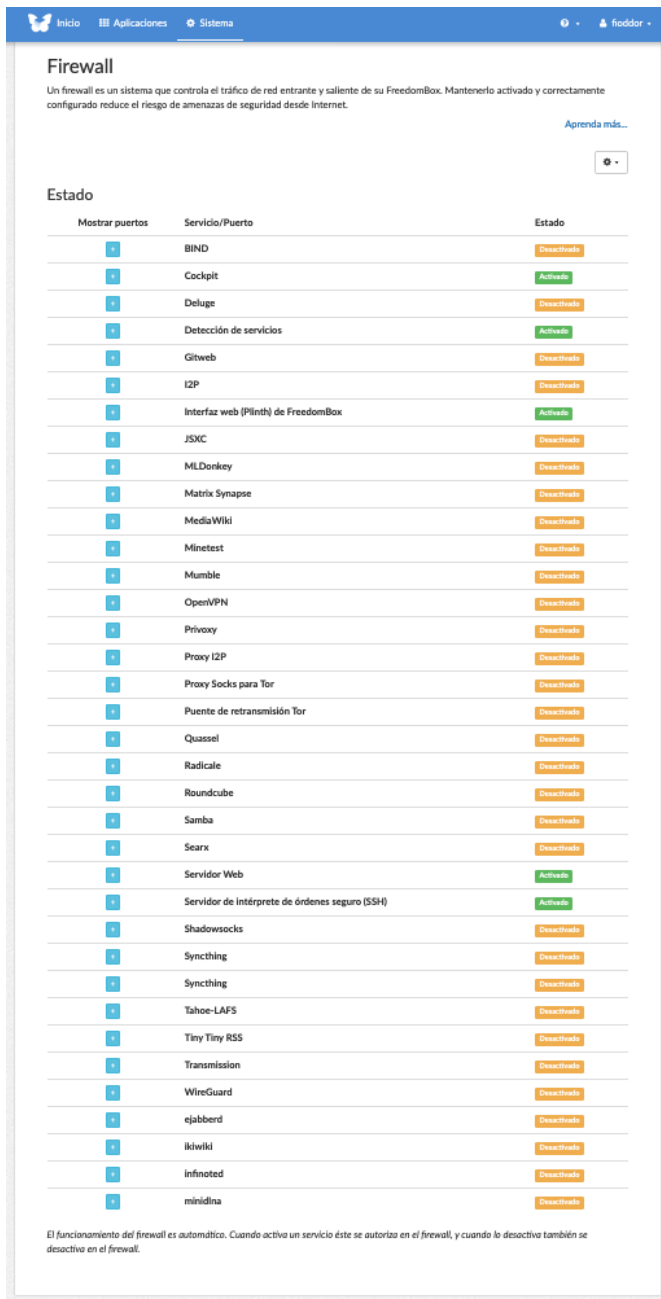 Inicio Aplicaciones Sistema fioddor
Firewall
Un firewall es un sistema que controla el tráfico de red entrante y saliente de su FreedomBox. Mantenerlo activado y correctamente
configurado reduce el riesgo de amenazas de seguridad desde Internet.
Aprenda más...
Estado
Mostrar puertos Servicio/Puerto Estado
+ BIND Desactivado
+ Cockpit Activado
+ Deluge Desactivado
+ Detección de servicios Activado
+ Gitweb Desactivado
+ I2P Desactivado
+ Interfaz web (Plinth) de FreedomBox Activado
+ JSXC Desactivado
+ MLDonkey Desactivado
+ Matrix Synapse Desactivado
+ MediaWiki Desactivado
+ Minetest Desactivado
+ Mumble Desactivado
+ OpenVPN Desactivado
+ Privoxy Desactivado
+ Proxy I2P Desactivado
+ Proxy Socks para Tor Desactivado
+ Puente de retransmisión Tor Desactivado
+ Quassel Desactivado
+ Radicale Desactivado
+ Roundcube Desactivado
+ Samba Desactivado
+ Searx Desactivado
+ Servidor Web Activado
+ Servidor de intérprete de órdenes seguro (SSH) Activado
+ Shadowsocks Desactivado
+ Syncthing Desactivado
+ Syncthing Desactivado
+ Tahoe-LAFS Desactivado
+ Tiny Tiny RSS Desactivado
+ Transmission Desactivado
+ WireGuard Desactivado
+ ejabberd Desactivado
+ ikiwiki Desactivado
+ infinoted Desactivado
+ minidlna Desactivado
El funcionamiento del firewall es automático. Cuando activa un servicio éste se autoriza en el firewall, y cuando lo desactiva también se
desactiva en el firewall.